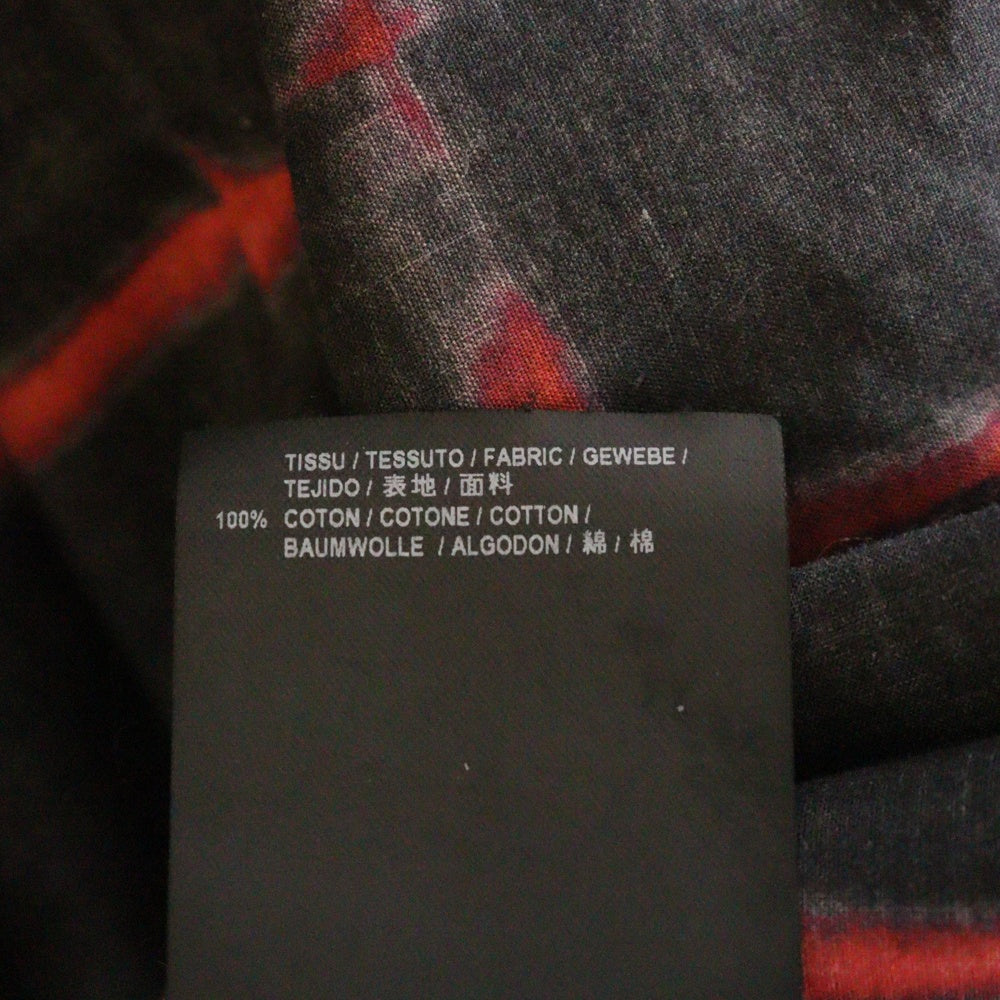 TISSU / TESSUTO / FABRIC / GEWEBE /
TEJIDO / 表地 / 面料
100% COTON / COTONE / COTTON /
BAUMWOLLE / ALGODON / 綿 / 棉